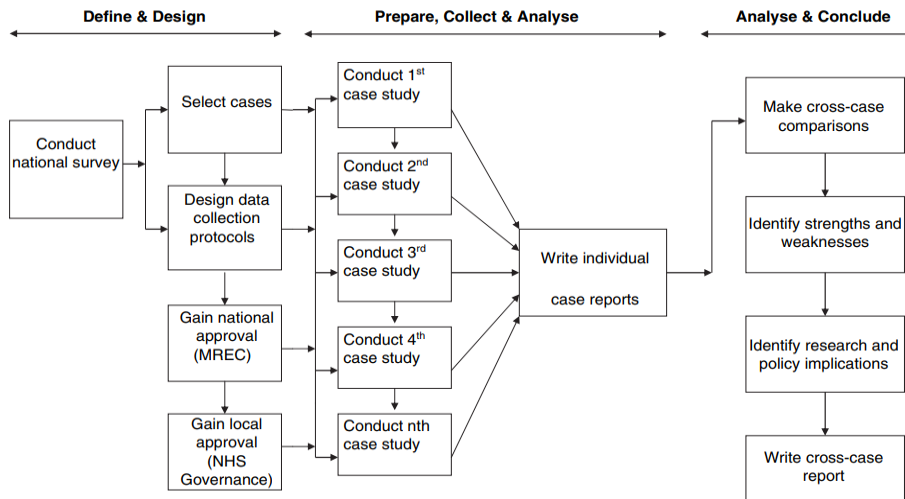 Define & Design
Prepare, Collect & Analyse
Analyse & Conclude
Conduct
national survey
Select cases
Design data
collection
protocols
Gain national
approval
(MREC)
Gain local
approval
(NHS
Governance)
Conduct 1st
case study
Conduct 2nd
case study
Conduct 3rd
case study
Conduct 4th
case study
Conduct nth
case study
Write individual
case reports
Make cross-case
comparisons
Identify strengths and
weaknesses
Identify research and
policy implications
Write cross-case
report